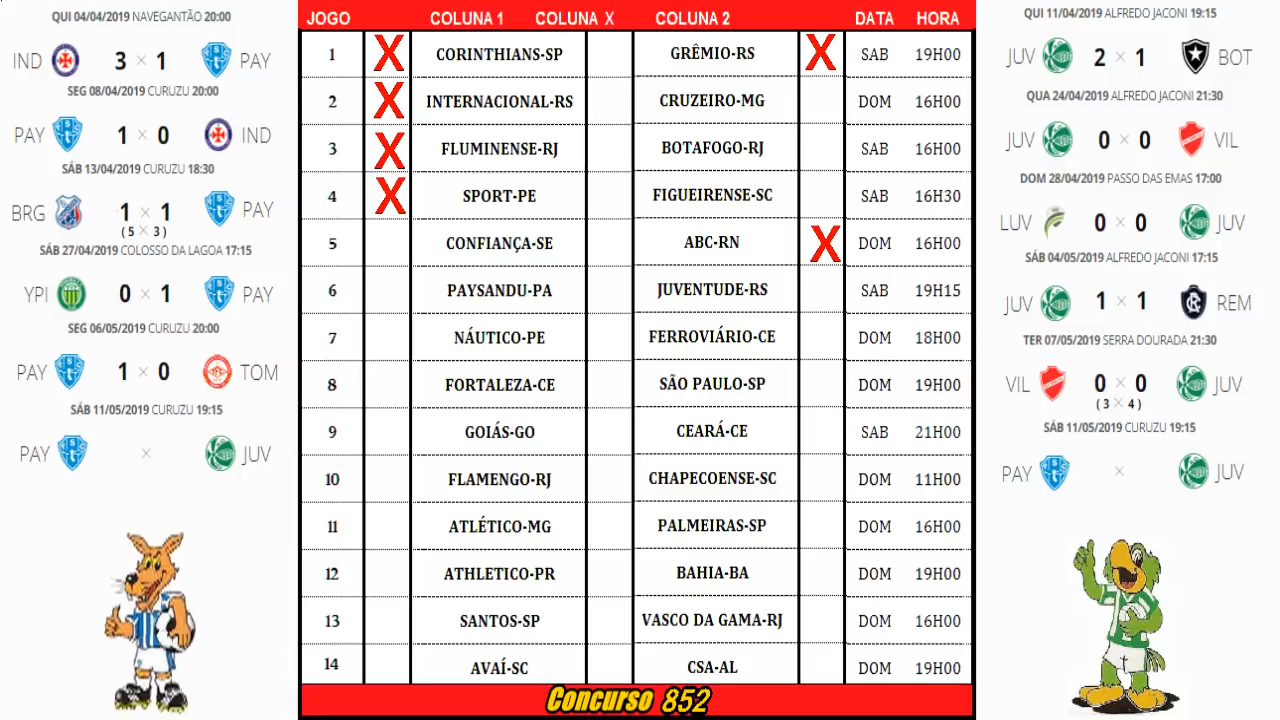 QUI 04/04/2019 NAVEGANTÃO 20:00
IND 3 × 1 PAY
SEG 08/04/2019 CURUZU 20:00
PAY 1 × 0 IND
SÁB 13/04/2019 CURUZU 18:30
BRG 1 × 1 PAY
( 5 × 3 )
SÁB 27/04/2019 COLOSSO DA LAGOA 17:15
YPI 0 × 1 PAY
SEG 06/05/2019 CURUZU 20:00
PAY 1 × 0 TOM
SÁB 11/05/2019 CURUZU 19:15
PAY × JUV
JOGO COLUNA 1 COLUNA X COLUNA 2 DATA HORA
1 X CORINTHIANS-SP GRÊMIO-RS X SAB 19H00
2 X INTERNACIONAL-RS CRUZEIRO-MG DOM 16H00
3 X FLUMINENSE-RJ BOTAFOGO-RJ SAB 16H00
4 X SPORT-PE FIGUEIRENSE-SC SAB 16H30
5 CONFIANÇA-SE ABC-RN X DOM 16H00
6 PAYSANDU-PA JUVENTUDE-RS SAB 19H15
7 NÁUTICO-PE FERROVIÁRIO-CE DOM 18H00
8 FORTALEZA-CE SÃO PAULO-SP DOM 19H00
9 GOIÁS-GO CEARÁ-CE SAB 21H00
10 FLAMENGO-RJ CHAPECOENSE-SC DOM 11H00
11 ATLÉTICO-MG PALMEIRAS-SP DOM 16H00
12 ATHLETICO-PR BAHIA-BA DOM 19H00
13 SANTOS-SP VASCO DA GAMA-RJ DOM 16H00
14 AVAÍ-SC CSA-AL DOM 19H00
Concurso 852
QUI 11/04/2019 ALFREDO JACONI 19:15
JUV 2 × 1 BOT
QUA 24/04/2019 ALFREDO JACONI 21:30
JUV 0 × 0 VIL
DOM 28/04/2019 PASSO DAS EMAS 17:00
LUV 0 × 0 JUV
SÁB 04/05/2019 ALFREDO JACONI 17:15
JUV 1 × 1 REM
TER 07/05/2019 SERRA DOURADA 21:30
VIL 0 × 0 JUV
( 3 × 4 )
SÁB 11/05/2019 CURUZU 19:15
PAY × JUV